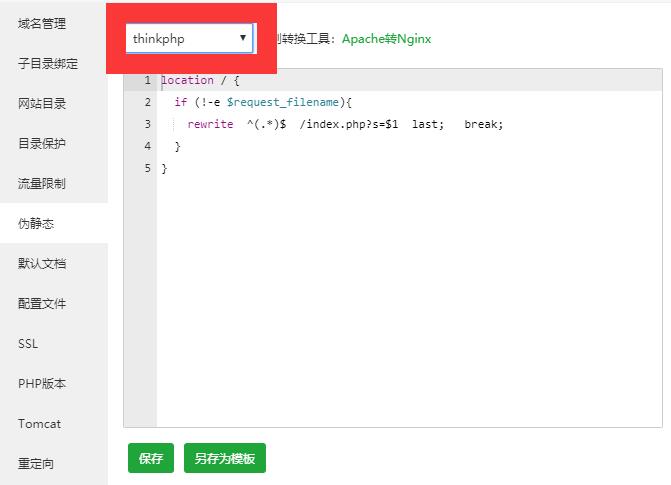 域名管理
子目录绑定
网站目录
目录保护
流量限制
伪静态
默认文档
配置文件
SSL
PHP版本
Tomcat
重定向
thinkphp
转换工具：Apache转Nginx
1 location / {
2 if (!-e $request_filename){
3 rewrite ^(.*)$ /index.php?s=$1 last; break;
4 }
5 }
保存
另存为模板